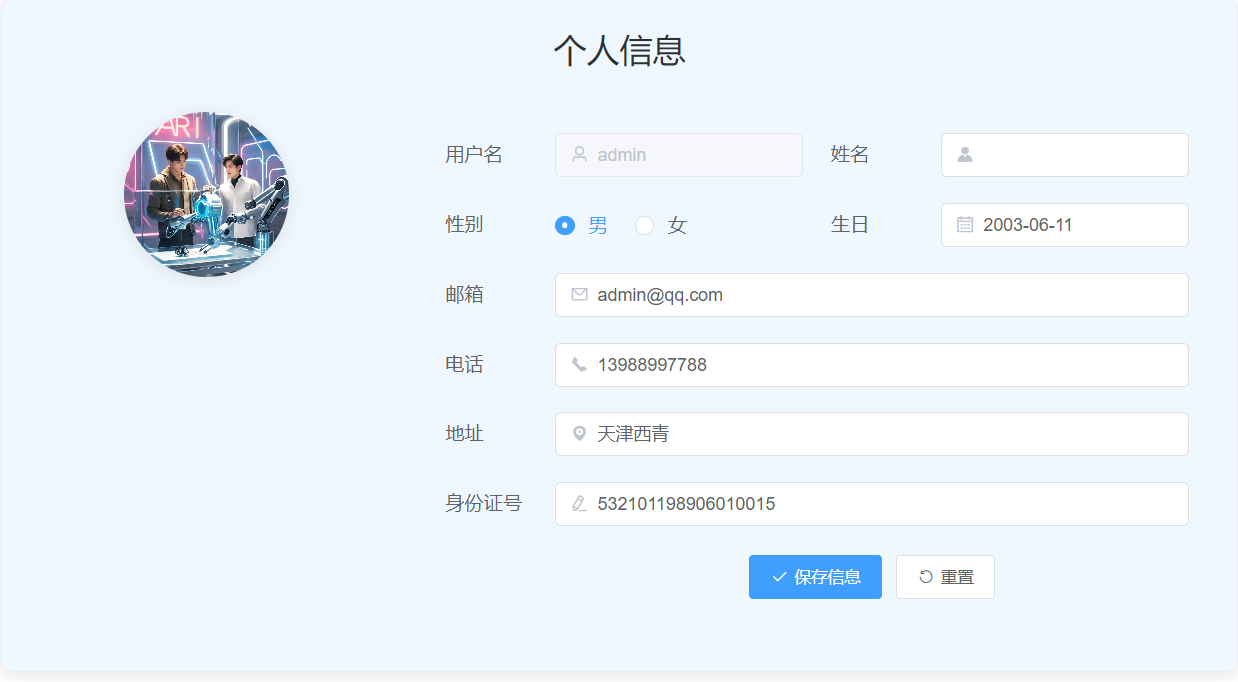 个人信息
ART
用户名 admin 姓名
性别 男 女 生日 2003-06-11
邮箱 admin@qq.com
电话 13988997788
地址 天津西青
身份证号 532101198906010015
保存信息 重置